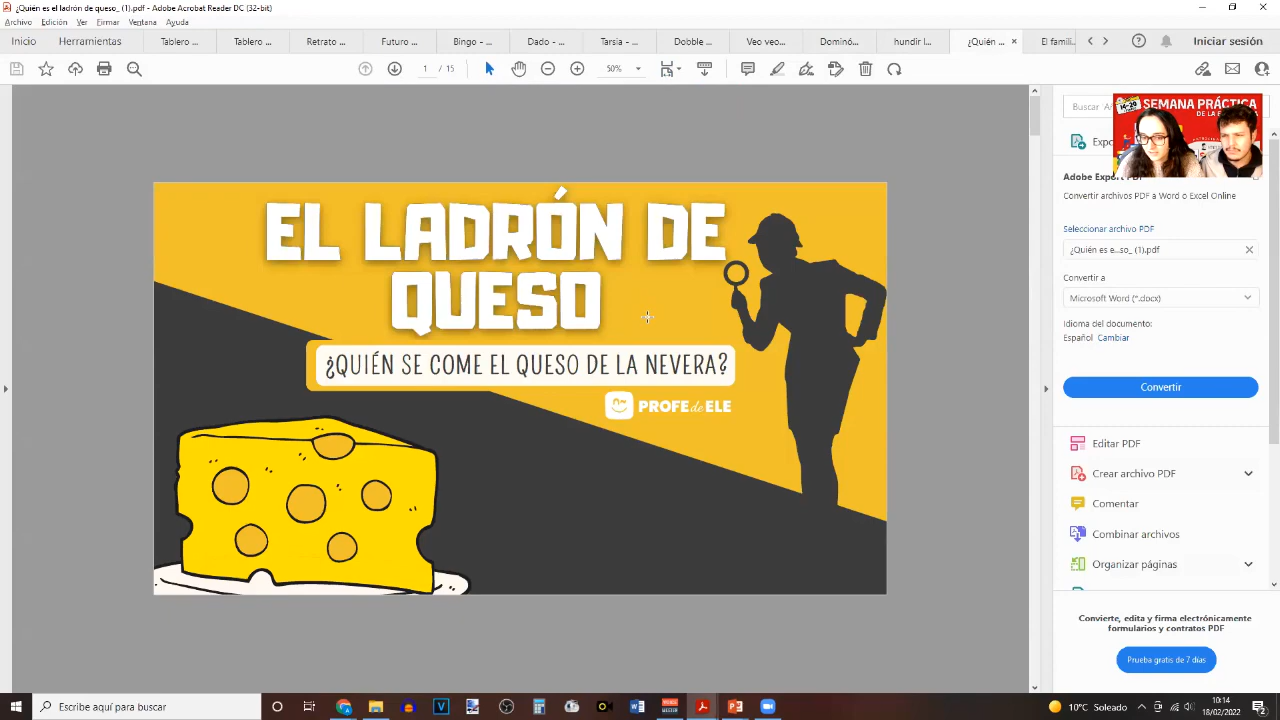 ¿Quién es el ladrón de queso_ (1).pdf - Adobe Acrobat Reader DC (32-bit)
Archivo Edición Ver Firmar Ventana Ayuda
Inicio Herramientas Tablero ... Tablero ... Retrato ... Futuro ... Bingo - ... Dado - ... Tarsia - ... Dobble ... Veo veo... Dominó... hundir l... ¿Quién ... El famili... Iniciar sesión
1 / 15 50%
EL LADRÓN DE
QUESO
¿QUIÉN SE COME EL QUESO DE LA NEVERA?
PROFE de ELE
Buscar
14-20 SEMANA PRÁCTICA
Adobe Export PDF
Convertir archivos PDF a Word o Excel Online
Seleccionar archivo PDF
¿Quién es e...so_ (1).pdf
Convertir a
Microsoft Word (*.docx)
Idioma del documento:
Español Cambiar
Convertir
Editar PDF
Crear archivo PDF
Comentar
Combinar archivos
Organizar páginas
Convierte, edita y firma electrónicamente
formularios y contratos PDF
Prueba gratis de 7 días
Escribe aquí para buscar
10°C Soleado
10:14
18/02/2022
2